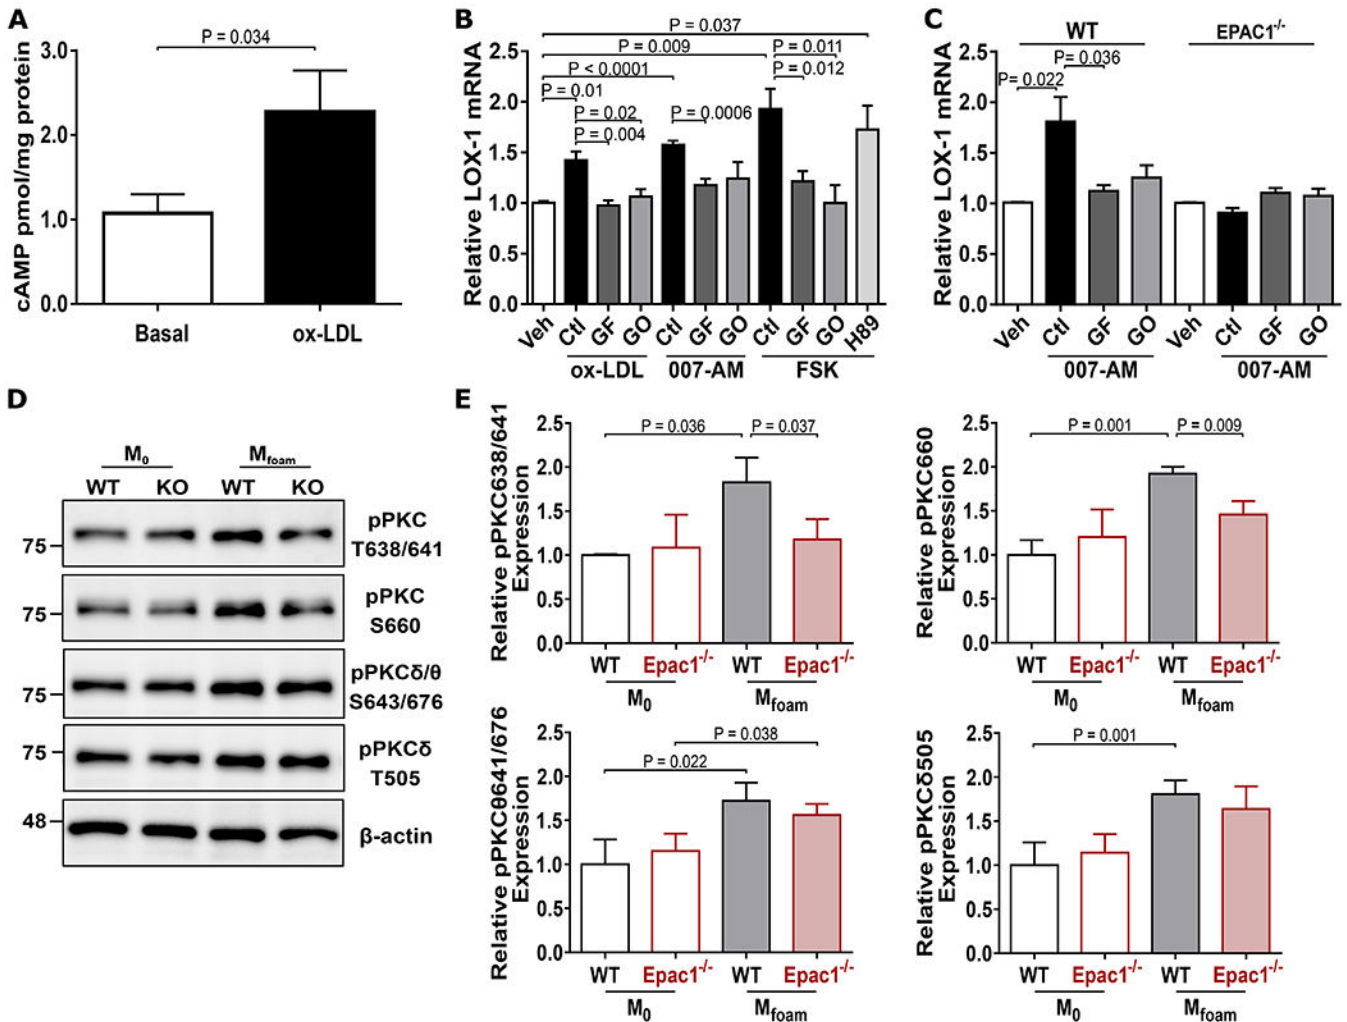 A
cAMP pmol/mg protein
3.0
2.0
1.0
0.0
P = 0.034
Basal
ox-LDL
B
Relative LOX-1 mRNA
2.5
2.0
1.5
1.0
0.5
0.0
P = 0.037
P = 0.009
P = 0.011
P < 0.0001
P = 0.012
P = 0.01
P = 0.02
P = 0.0006
P = 0.004
Veh
Ctl
GF
GO
Ctl
GF
GO
Ctl
GF
GO
H89
ox-LDL
007-AM
FSK
C
WT
EPAC1-/-
Relative LOX-1 mRNA
2.5
2.0
1.5
1.0
0.5
0.0
P = 0.036
P = 0.022
Veh
Ctl
GF
GO
Veh
Ctl
GF
GO
007-AM
007-AM
D
M0
Mfoam
WT
KO
WT
KO
75
pPKC
T638/641
75
pPKC
S660
75
pPKCδ/θ
S643/676
75
pPKCδ
T505
48
β-actin
E
Relative pPKC638/641
Expression
2.5
2.0
1.5
1.0
0.5
0.0
P = 0.036
P = 0.037
WT
Epac1-/-
WT
Epac1-/-
M0
Mfoam
Relative pPKC660
Expression
2.5
2.0
1.5
1.0
0.5
0.0
P = 0.001
P = 0.009
WT
Epac1-/-
WT
Epac1-/-
M0
Mfoam
Relative pPKCθ641/676
Expression
2.5
2.0
1.5
1.0
0.5
0.0
P = 0.038
P = 0.022
WT
Epac1-/-
WT
Epac1-/-
M0
Mfoam
Relative pPKCδ505
Expression
2.5
2.0
1.5
1.0
0.5
0.0
P = 0.001
WT
Epac1-/-
WT
Epac1-/-
M0
Mfoam